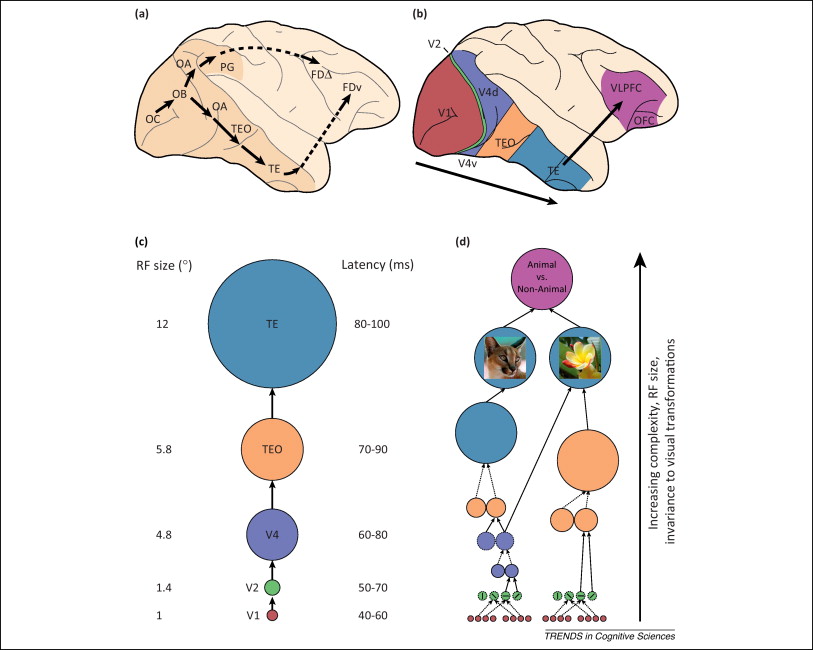 (a)
OA
PG
FD∆
FDv
OB
OA
OC
TEO
TE
(b)
V2
V4d
VLPFC
V1
OFC
TEO
V4v
TE
(c)
RF size (°)
Latency (ms)
12
TE
80-100
5.8
TEO
70-90
4.8
V4
60-80
1.4
V2
50-70
1
V1
40-60
(d)
Animal
vs.
Non-Animal
Increasing complexity, RF size,
invariance to visual transformations
TRENDS in Cognitive Sciences